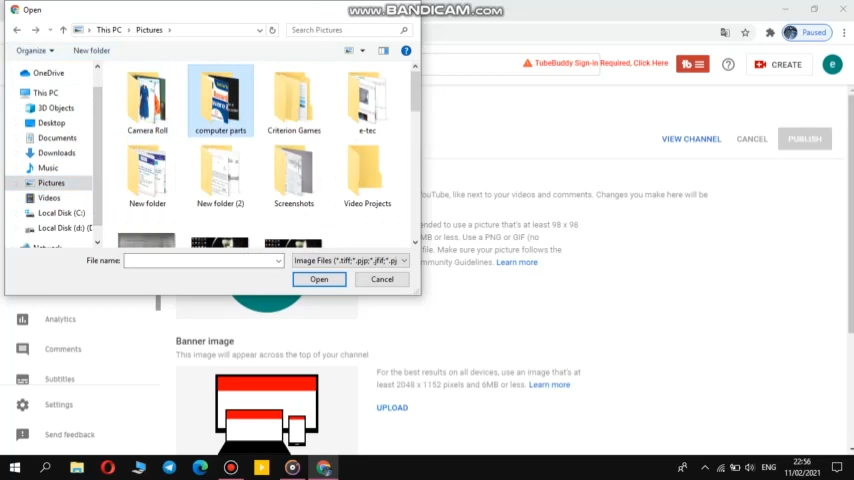 Open
WWW.BANDICAM.COM
This PC
Pictures
Search Pictures
Organize
New folder
OneDrive
This PC
3D Objects
Desktop
Documents
Downloads
Music
Pictures
Videos
Local Disk (C:)
Local Disk (d:) (D
Camera Roll
computer parts
Criterion Games
e-tec
New folder
New folder (2)
Screenshots
Video Projects
File name:
Image Files (*.tiff;*.pjp;*.jfif;*.pj
Open
Cancel
Paused
TubeBuddy Sign-in Required, Click Here
tb
CREATE
e
VIEW CHANNEL
CANCEL
PUBLISH
YouTube, like next to your videos and comments. Changes you make here will be
ended to use a picture that's at least 98 x 98
MB or less. Use a PNG or GIF (no
file. Make sure your picture follows the
mmunity Guidelines. Learn more
Analytics
Comments
Subtitles
Settings
Send feedback
Banner image
This image will appear across the top of your channel
For the best results on all devices, use an image that's at
least 2048 x 1152 pixels and 6MB or less. Learn more
UPLOAD
ENG
22:56
11/02/2021